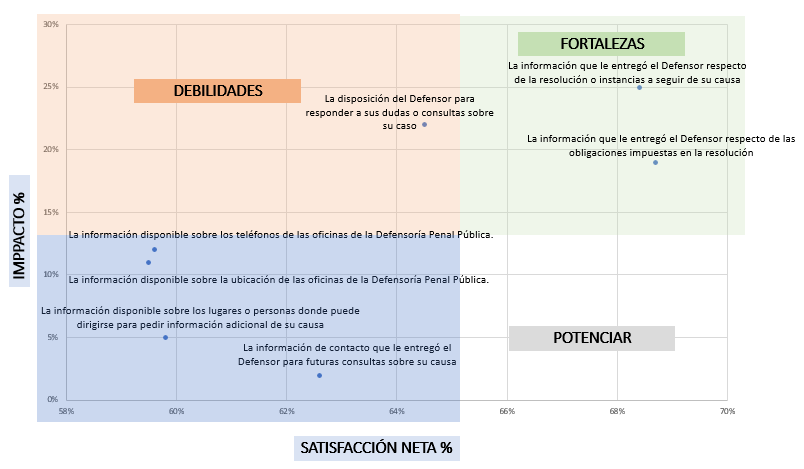 30%
25%
20%
15%
10%
5%
0%
58%
60%
62%
64%
66%
68%
70%
IMPPACTO %
SATISFACCIÓN NETA %
DEBILIDADES
FORTALEZAS
POTENCIAR
La información que le entregó el Defensor respecto
de la resolución o instancias a seguir de su causa
La disposición del Defensor para
responder a sus dudas o consultas sobre
su caso
La información que le entregó el Defensor respecto de las
obligaciones impuestas en la resolución
La información disponible sobre los teléfonos de las oficinas de la Defensoría Penal Pública.
La información disponible sobre la ubicación de las oficinas de la Defensoría Penal Pública.
La información disponible sobre los lugares o personas donde puede
dirigirse para pedir información adicional de su causa
La información de contacto que le entregó el
Defensor para futuras consultas sobre su causa